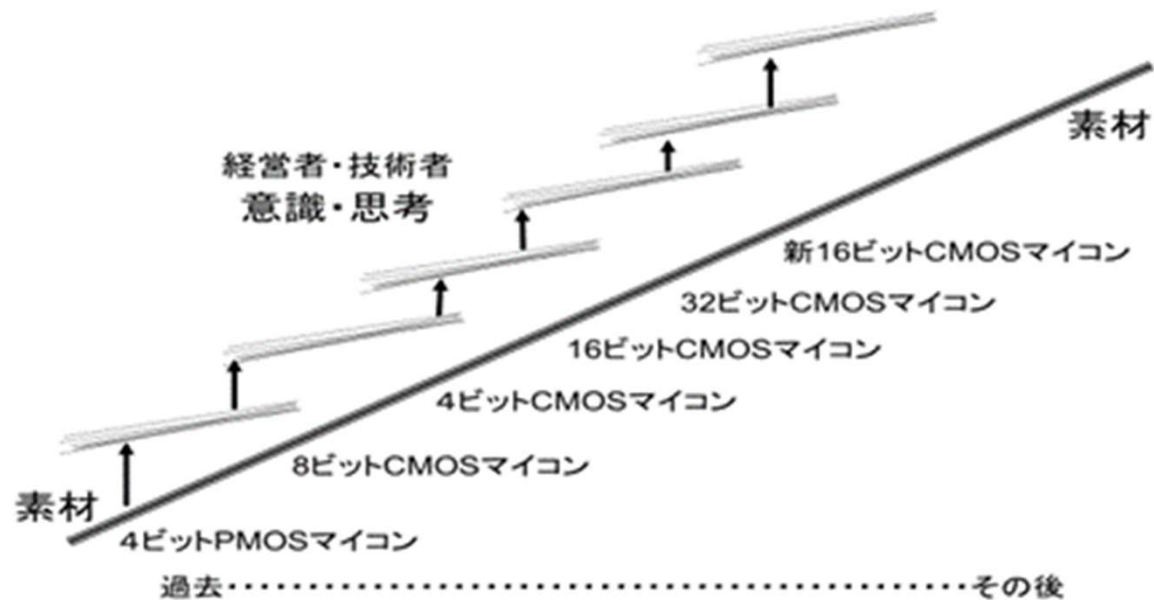 素材
経営者・技術者
意識・思考
新16ビットCMOSマイコン
32ビットCMOSマイコン
16ビットCMOSマイコン
4ビットCMOSマイコン
8ビットCMOSマイコン
素材
4ビットPMOSマイコン
過去・・・・・・・・・・・・・・・・・・・・・・・・・・・・・・・・・・・・・・・・・・・・・・その後